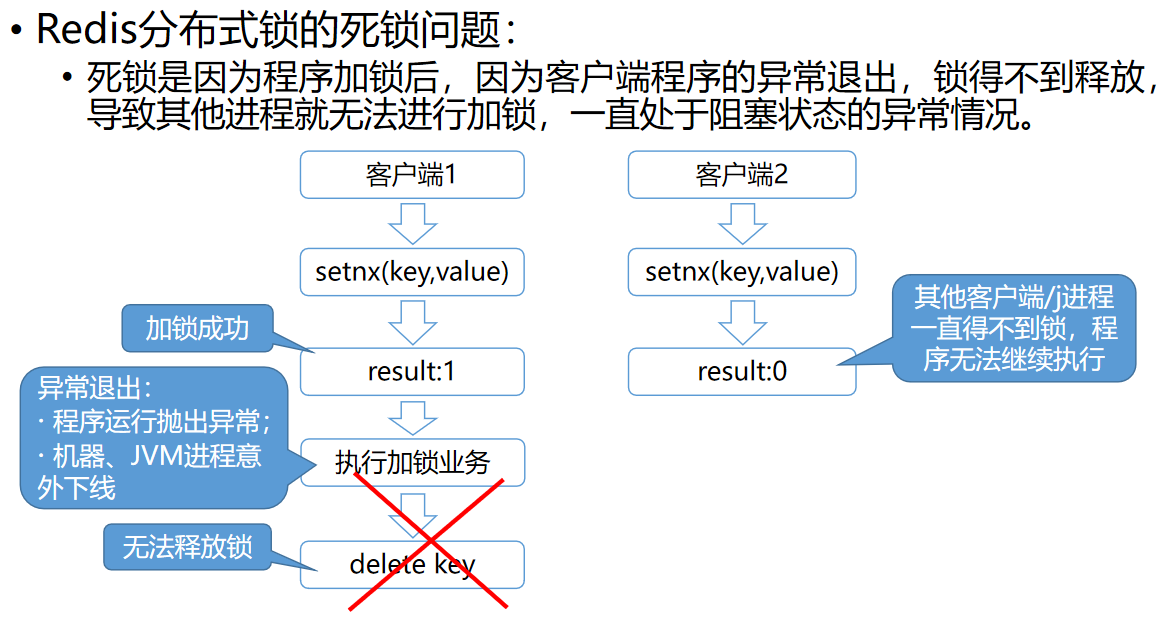 • Redis分布式锁的死锁问题：
• 死锁是因为程序加锁后，因为客户端程序的异常退出，锁得不到释放，
导致其他进程就无法进行加锁，一直处于阻塞状态的异常情况。
客户端1
客户端2
setnx(key,value)
setnx(key,value)
加锁成功
其他客户端/j进程
一直得不到锁，程
序无法继续执行
result:1
result:0
异常退出：
· 程序运行抛出异常；
· 机器、JVM进程意
外下线
执行加锁业务
无法释放锁
delete key